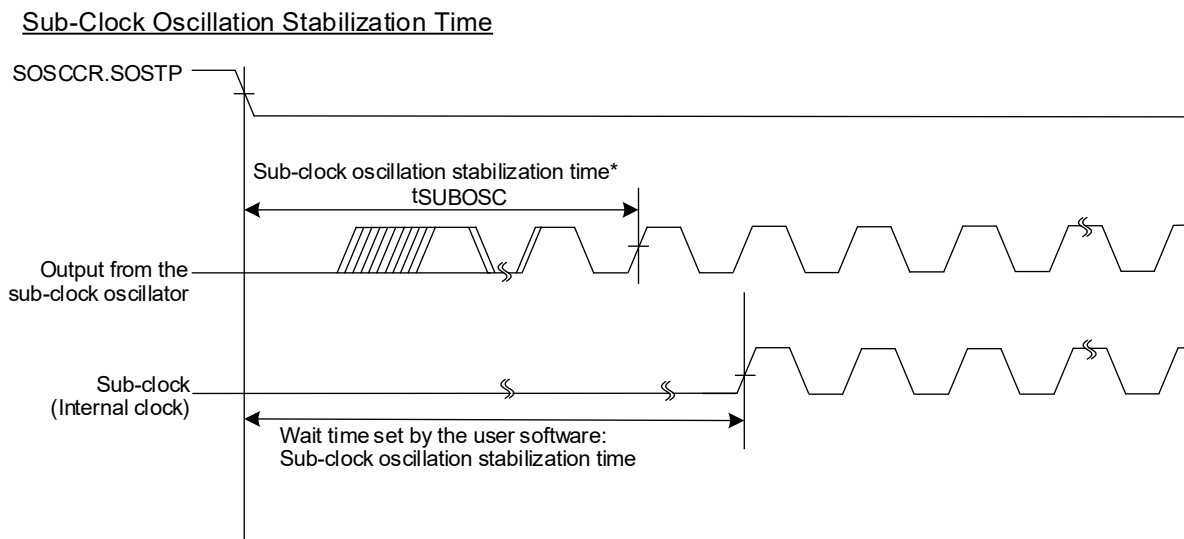 Sub-Clock Oscillation Stabilization Time
SOSCCR.SOSTP
Sub-clock oscillation stabilization time*
tSUBOSC
Output from the
sub-clock oscillator
Sub-clock
(Internal clock)
Wait time set by the user software:
Sub-clock oscillation stabilization time